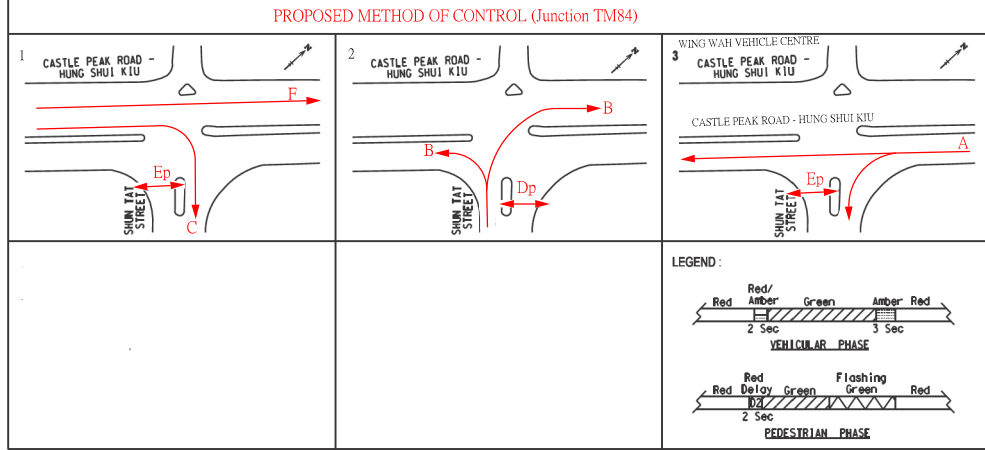 PROPOSED METHOD OF CONTROL (Junction TM84)
1
CASTLE PEAK ROAD -
HUNG SHUI KIU
N
F
Ep
C
SHUN TAT
STREET
2
CASTLE PEAK ROAD -
HUNG SHUI KIU
N
B
B
Dp
SHUN TAT
STREET
WING WAH VEHICLE CENTRE
3
CASTLE PEAK ROAD -
HUNG SHUI KIU
N
CASTLE PEAK ROAD - HUNG SHUI KIU
A
Ep
SHUN TAT
STREET
LEGEND :
Red/
Red Amber Green Amber Red
2 Sec 3 Sec
VEHICULAR PHASE
Red Flashing
Red Delay Green Green Red
D2
2 Sec
PEDESTRIAN PHASE